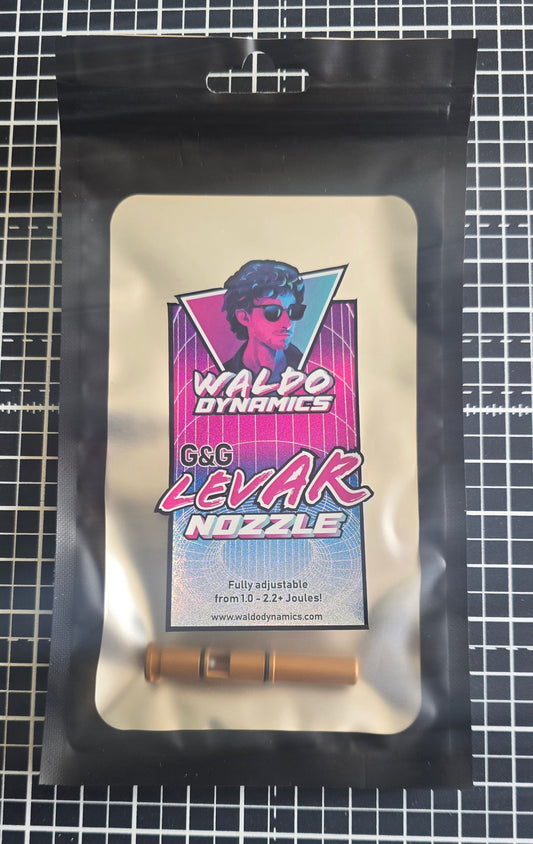 WALDO
DYNAMICS
G&G
LEVAR
NOZZLE
Fully adjustable
from 1.0 - 2.2+ Joules!
www.waldodynamics.com